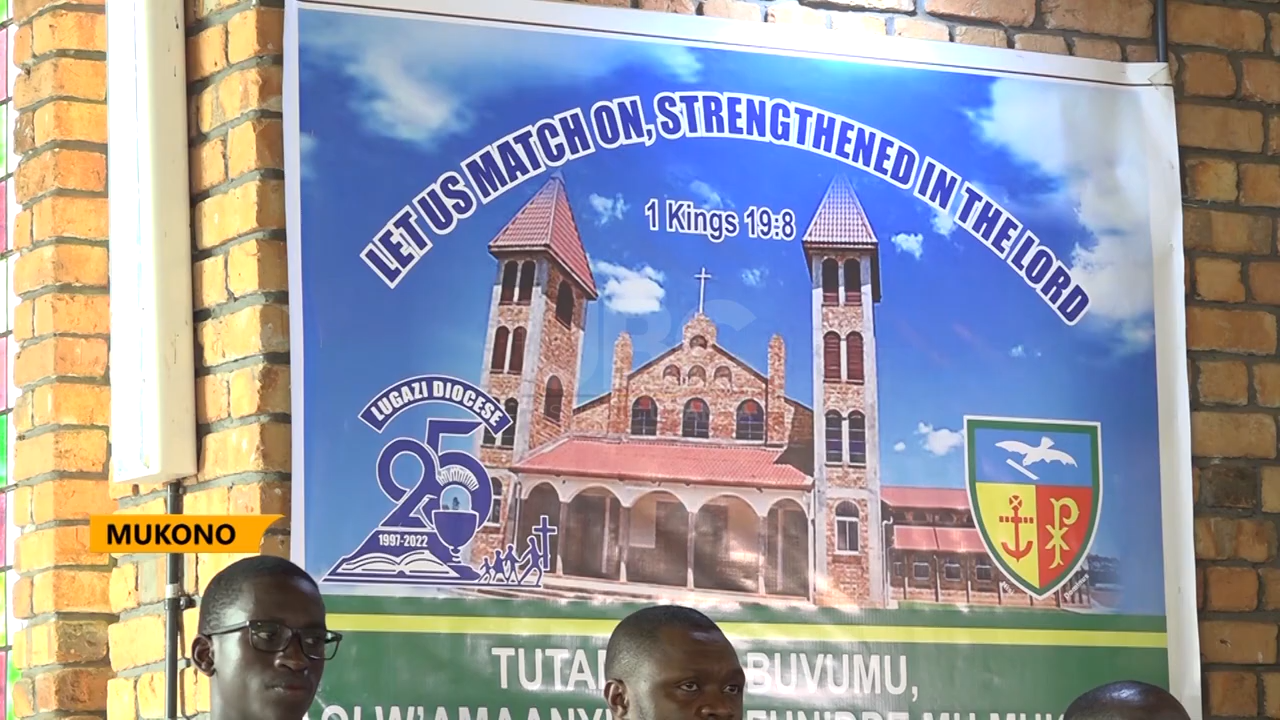 LET US MATCH ON, STRENGTHENED IN THE LORD
1 Kings 19:8
UBC
LUGAZI DIOCESE
25
1997-2022
MUKONO
BUVUMU,